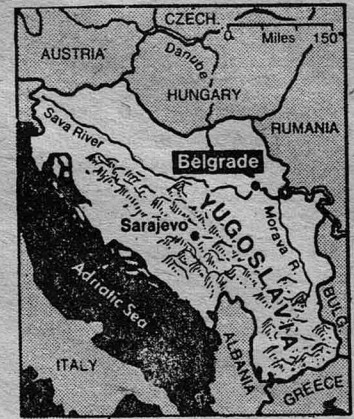 CZECH.
0 Miles 150
AUSTRIA
Danube
HUNGARY
RUMANIA
Sava River
Belgrade
YUGOSLAVIA
Morava R.
Sarajevo
Adriatic Sea
BULG.
ITALY
ALBANIA
GREECE